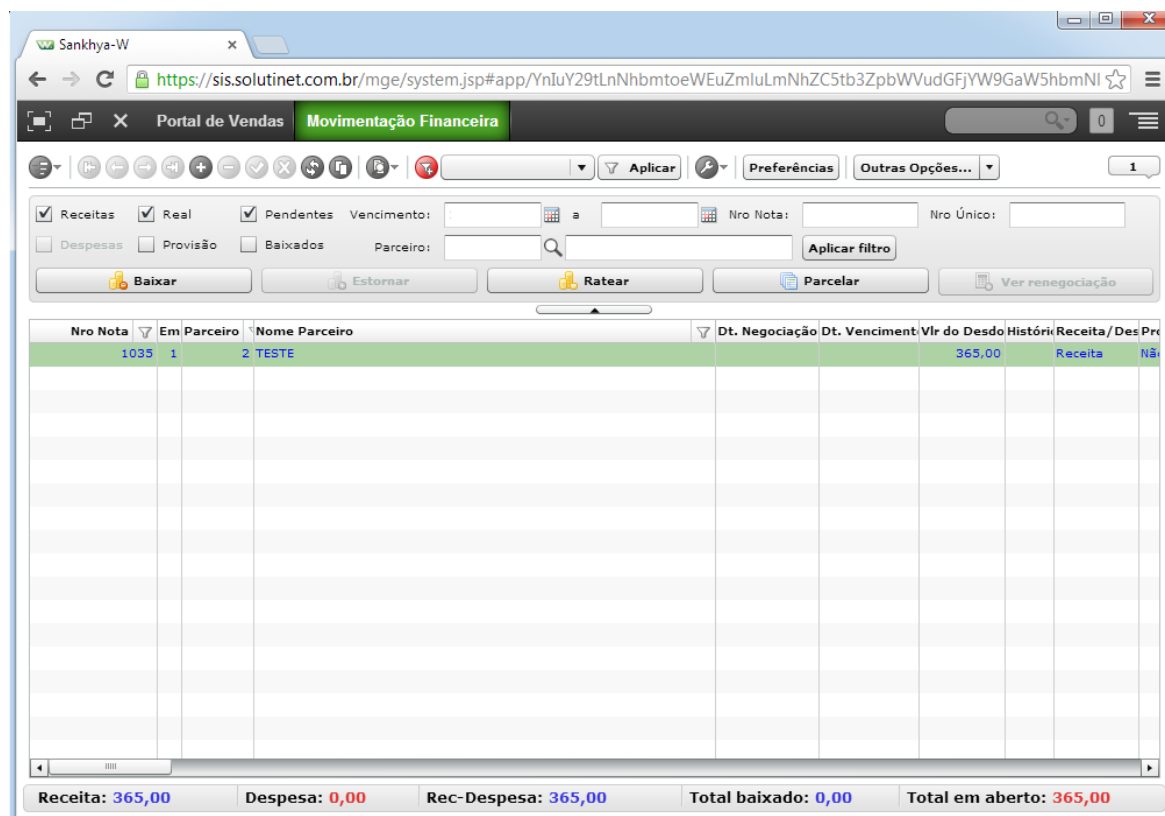 Sankhya-W
https://sis.solutinet.com.br/mge/system.jsp#app/YnIuY29tLnNhbmtoeWEuZmluLmNhZC5tb3ZpbWVudGFjYW9GaW5hbmNl
Portal de Vendas Movimentação Financeira 0
Aplicar Preferências Outras Opções... 1
Receitas Real Pendentes Vencimento: a Nro Nota: Nro Único:
Despesas Provisão Baixados Parceiro: Aplicar filtro
Baixar Estornar Ratear Parcelar Ver renegociação
Nro Nota Em Parceiro Nome Parceiro Dt. Negociação Dt. Venciment Vlr do Desdo Históri Receita/Des Pro
1035 1 2 TESTE 365,00 Receita Não
Receita: 365,00 Despesa: 0,00 Rec-Despesa: 365,00 Total baixado: 0,00 Total em aberto: 365,00